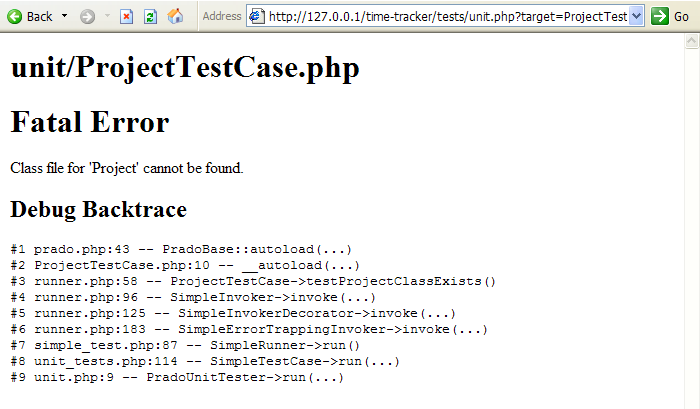 Back
Address http://127.0.0.1/time-tracker/tests/unit.php?target=ProjectTest Go
unit/ProjectTestCase.php
Fatal Error
Class file for 'Project' cannot be found.
Debug Backtrace
#1 prado.php:43 -- PradoBase::autoload(...)
#2 ProjectTestCase.php:10 -- __autoload(...)
#3 runner.php:58 -- ProjectTestCase->testProjectClassExists()
#4 runner.php:96 -- SimpleInvoker->invoke(...)
#5 runner.php:125 -- SimpleInvokerDecorator->invoke(...)
#6 runner.php:183 -- SimpleErrorTrappingInvoker->invoke(...)
#7 simple_test.php:87 -- SimpleRunner->run()
#8 unit_tests.php:114 -- SimpleTestCase->run(...)
#9 unit.php:9 -- PradoUnitTester->run(...)